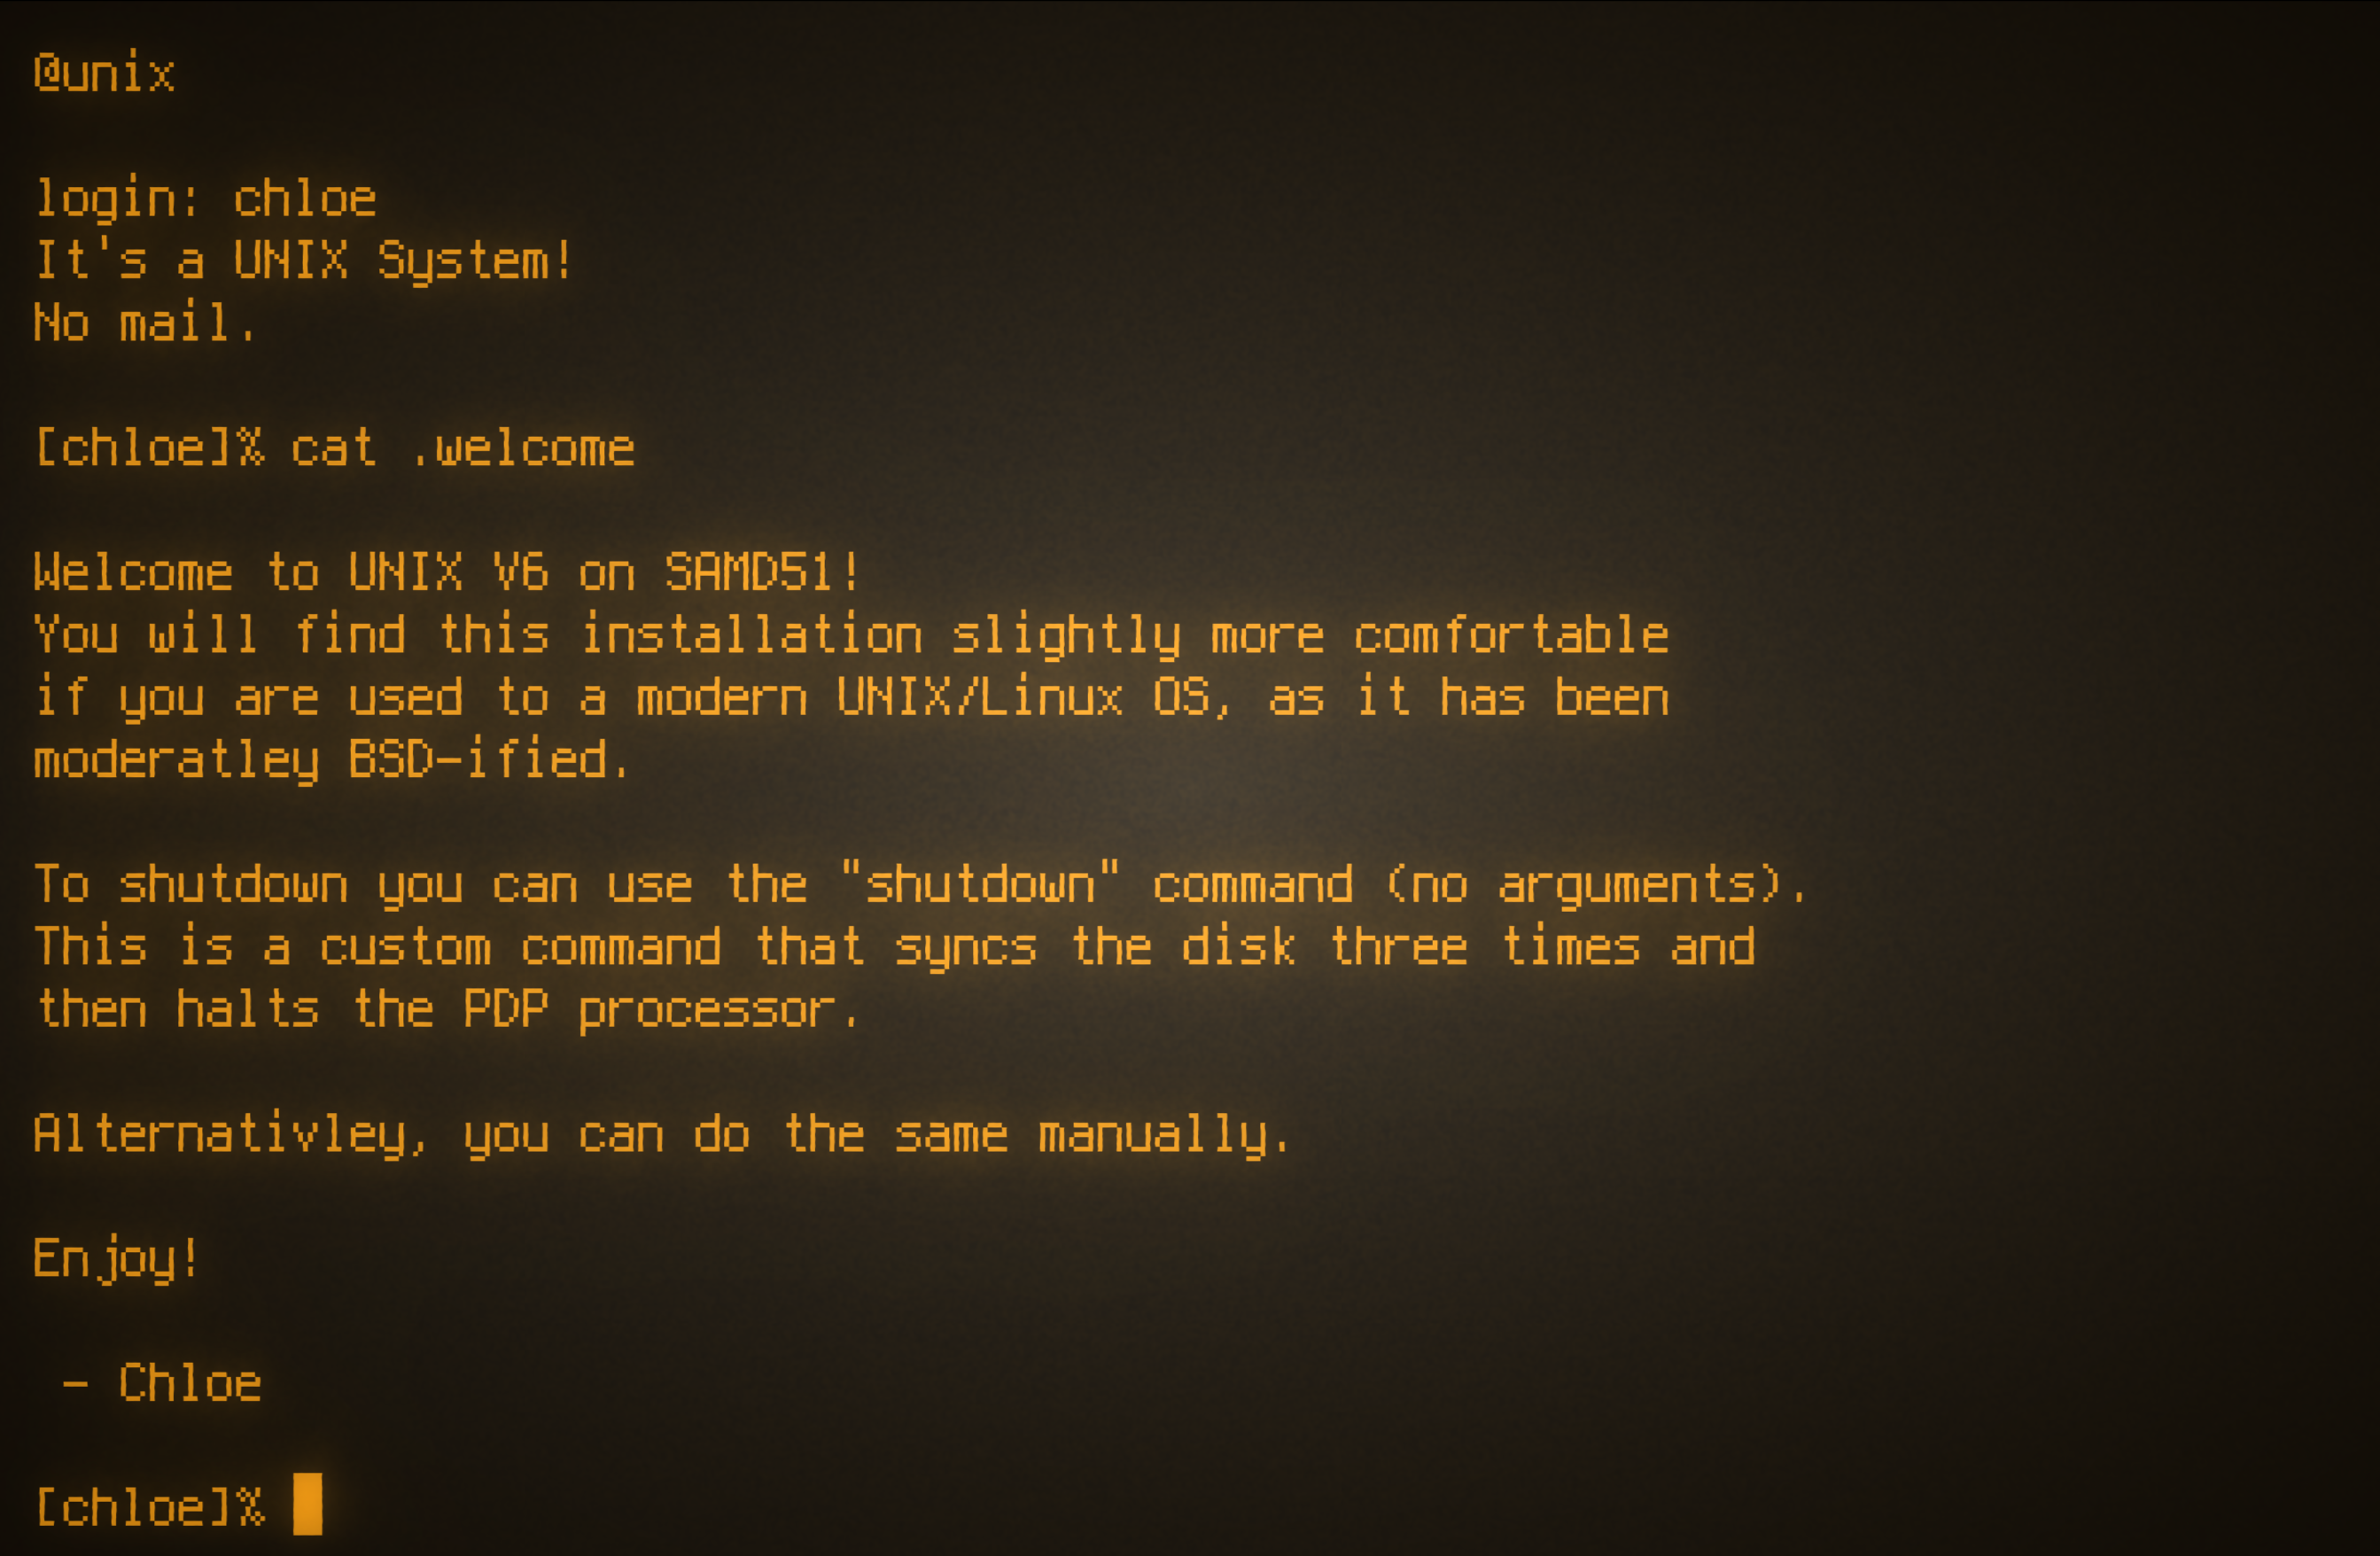 @unix
login: chloe
It's a UNIX System!
No mail.
[chloe]% cat .welcome
Welcome to UNIX V6 on SAMD51!
You will find this installation slightly more comfortable
if you are used to a modern UNIX/Linux OS, as it has been
moderatley BSD-ified.
To shutdown you can use the "shutdown" command (no arguments).
This is a custom command that syncs the disk three times and
then halts the PDP processor.
Alternativley, you can do the same manually.
Enjoy!
- Chloe
[chloe]%